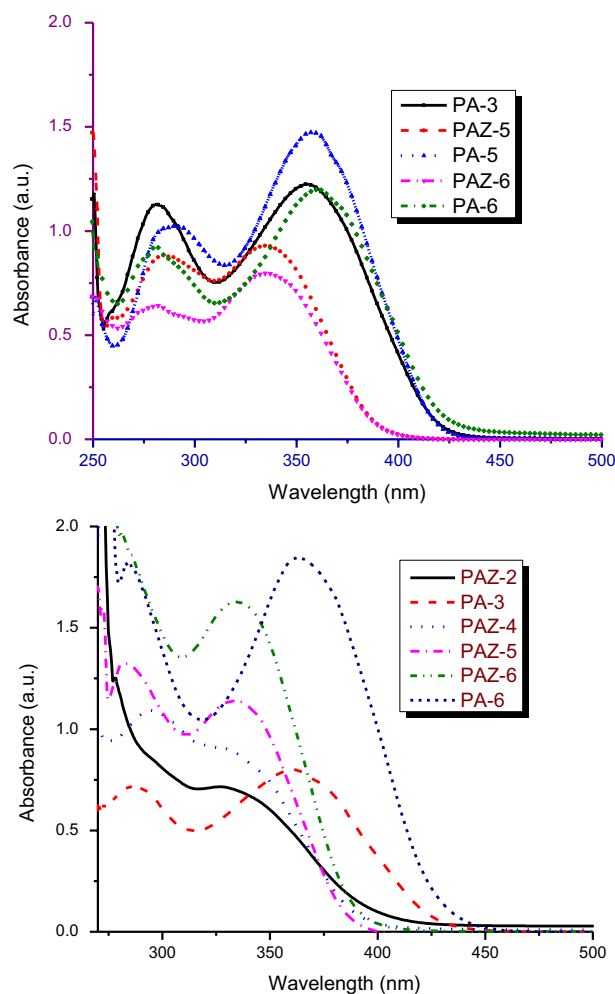 2.0
1.5
1.0
0.5
0.0
Absorbance (a.u.)
PA-3
PAZ-5
PA-5
PAZ-6
PA-6
250 300 350 400 450 500
Wavelength (nm)
2.0
1.5
1.0
0.5
0.0
Absorbance (a.u.)
PAZ-2
PA-3
PAZ-4
PAZ-5
PAZ-6
PA-6
300 350 400 450 500
Wavelength (nm)